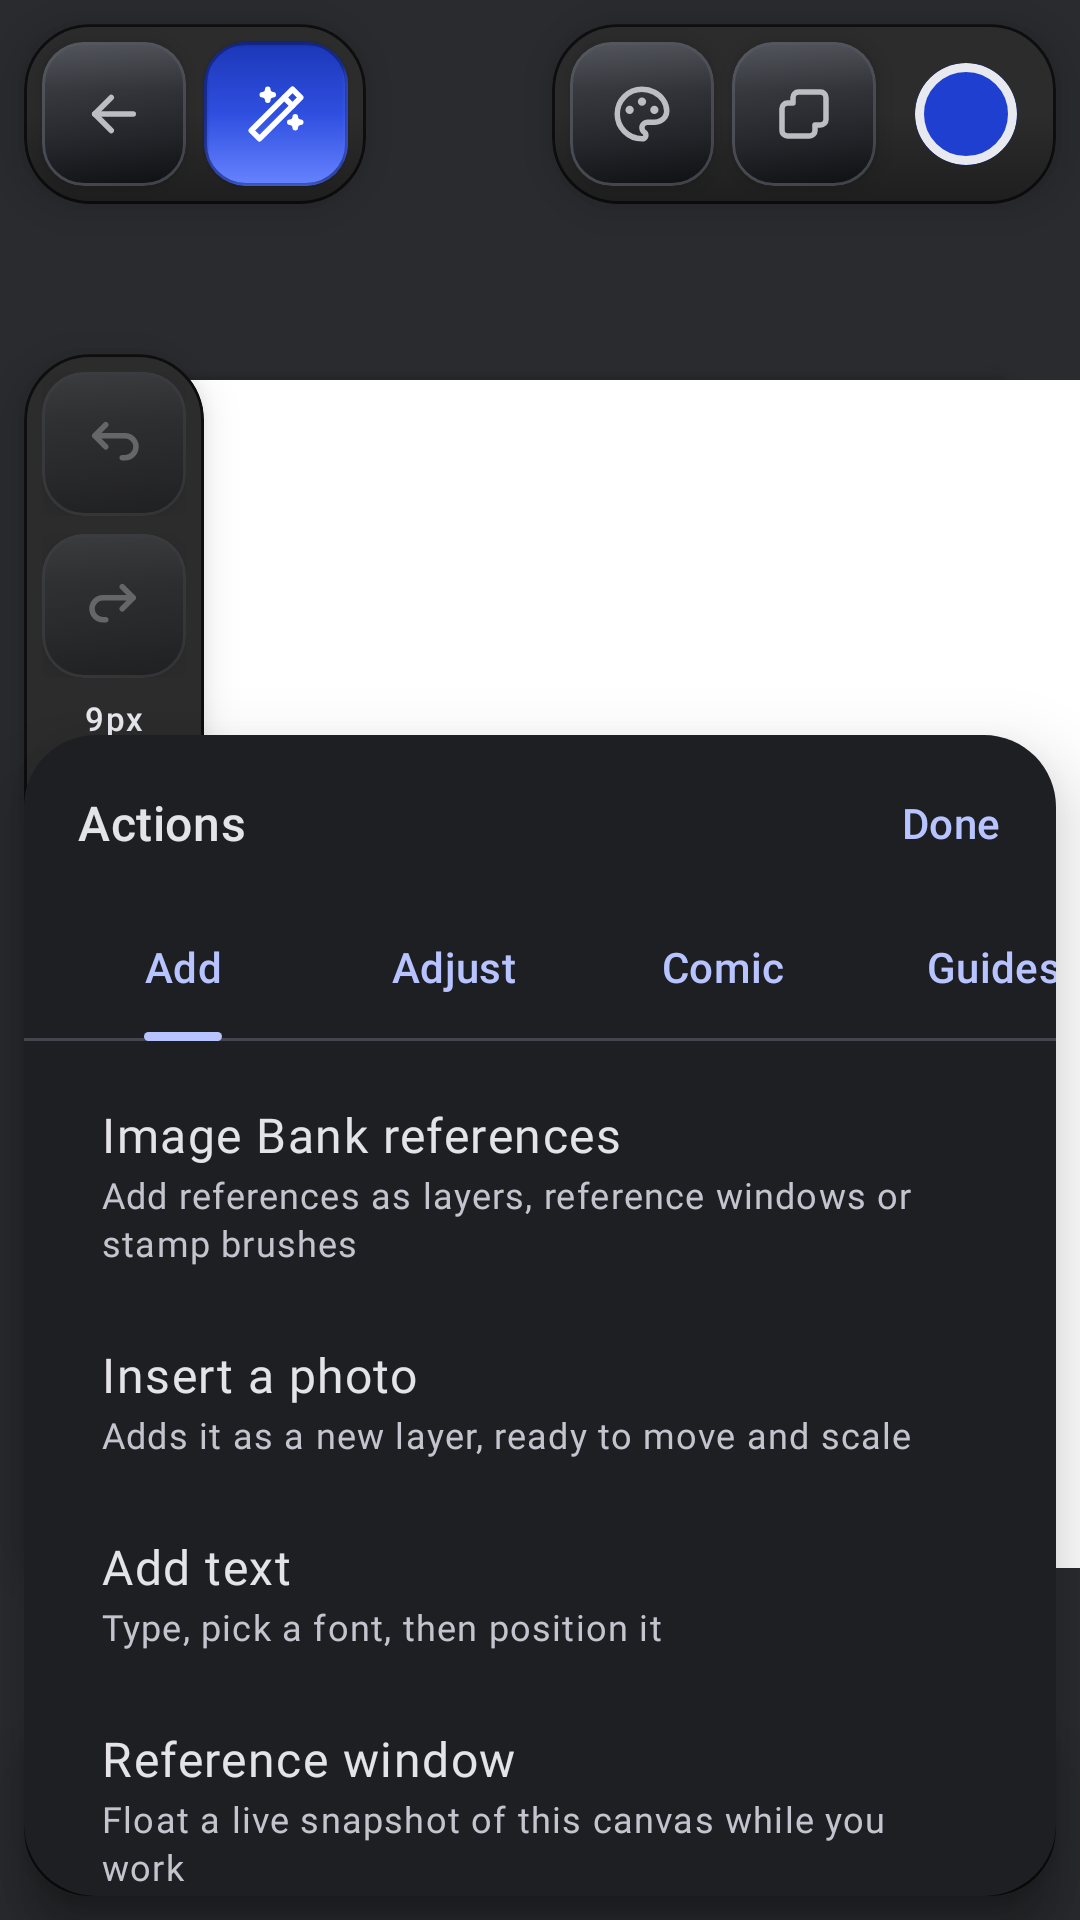 9px
Actions
Done
Add
Adjust
Comic
Guides
Image Bank references
Add references as layers, reference windows or
stamp brushes
Insert a photo
Adds it as a new layer, ready to move and scale
Add text
Type, pick a font, then position it
Reference window
Float a live snapshot of this canvas while you
work